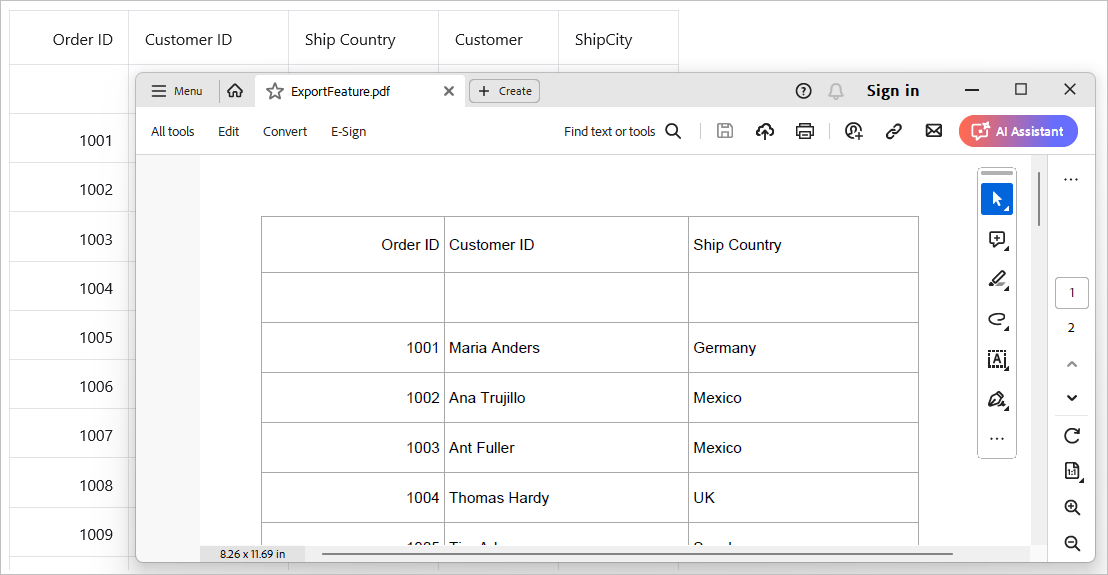 Order ID Customer ID Ship Country Customer ShipCity
Menu ExportFeature.pdf Create Sign in
All tools Edit Convert E-Sign Find text or tools AI Assistant
Order ID Customer ID Ship Country
1001
1002
1003
1004
1005
1006
1007
1008
1009
1001 Maria Anders Germany
1002 Ana Trujillo Mexico
1003 Ant Fuller Mexico
1004 Thomas Hardy UK
1
2
1:1
8.26 x 11.69 in